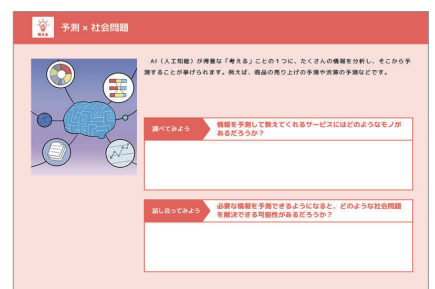 考える
予測 × 社会問題
AI（人工知能）が得意な「考える」ことの1つに、たくさんの情報を分析し、そこから予
測することが挙げられます。例えば、商品の売り上げの予測や渋滞の予測などです。
調べてみよう
情報を予測して教えてくれるサービスにはどのようなモノが
あるだろうか？
話し合ってみよう
必要な情報を予測できるようになると、どのような社会問題
を解決できる可能性があるだろうか？